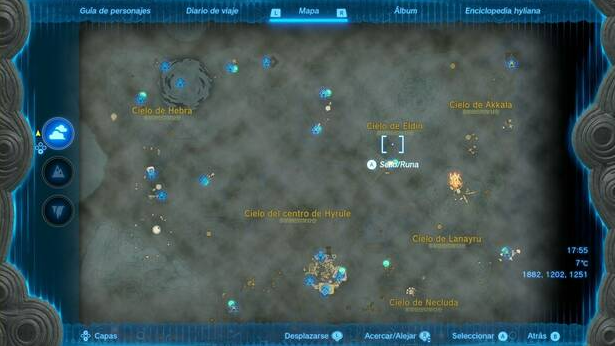 Guía de personajes
Diario de viaje
L
Mapa
R
Álbum
Enciclopedia hyliana
Cielo de Hebra
Cielo de Akkala
Cielo de Eldin
A Sello/Runa
Cielo del centro de Hyrule
Cielo de Lanayru
17:55
7°C
1882, 1202, 1251
Cielo de Necluda
Capas
Desplazarse L
Acercar/Alejar R
Seleccionar A
Atrás B